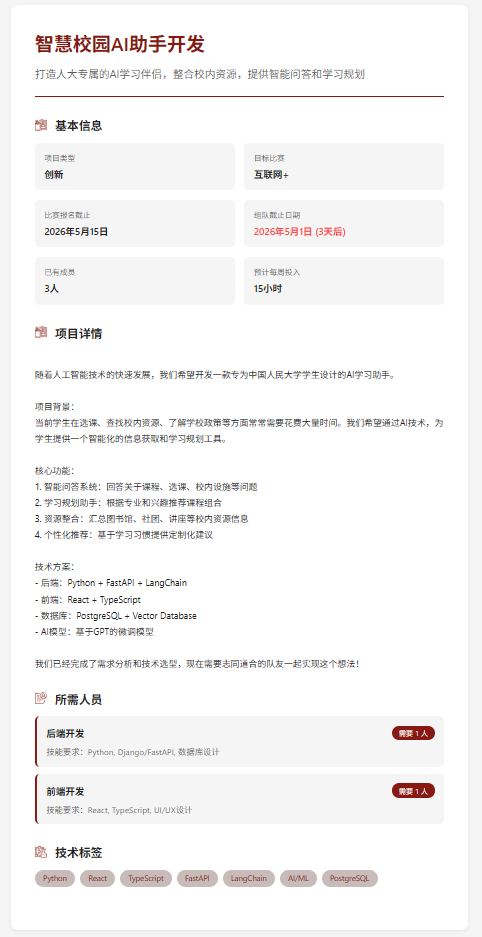 智慧校园AI助手开发
打造人大专属的AI学习伴侣，整合校内资源，提供智能问答和学习规划
基本信息
项目类型
创新
目标比赛
互联网+
比赛报名截止
2026年5月15日
组队截止日期
2026年5月1日 (3天后)
已有成员
3人
预计每周投入
15小时
项目详情
随着人工智能技术的快速发展，我们希望开发一款专为中国人民大学学生设计的AI学习助手。
项目背景：
当前学生在选课、查找校内资源、了解学校政策等方面常常需要花费大量时间。我们希望通过AI技术，为
学生提供一个智能化的信息获取和学习规划工具。
核心功能：
1. 智能问答系统：回答关于课程、选课、校内设施等问题
2. 学习规划助手：根据专业和兴趣推荐课程组合
3. 资源整合：汇总图书馆、社团、讲座等校内资源信息
4. 个性化推荐：基于学习习惯提供定制化建议
技术方案：
- 后端：Python + FastAPI + LangChain
- 前端：React + TypeScript
- 数据库：PostgreSQL + Vector Database
- AI模型：基于GPT的微调模型
我们已经完成了需求分析和技术选型，现在需要志同道合的队友一起实现这个想法！
所需人员
后端开发
需要 1 人
技能要求：Python, Django/FastAPI, 数据库设计
前端开发
需要 1 人
技能要求：React, TypeScript, UI/UX设计
技术标签
Python React TypeScript FastAPI LangChain AI/ML PostgreSQL